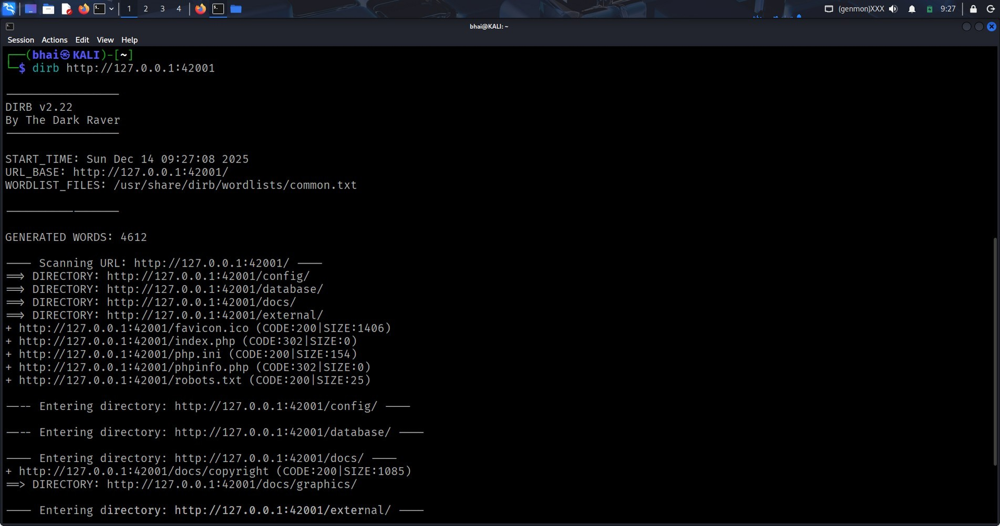 1 2 3 4 (genmon)XXX 9:27
bhai@KALI: ~
Session Actions Edit View Help
┌──(bhai㉿KALI)-[~]
└─$ dirb http://127.0.0.1:42001
-----------------
DIRB v2.22
By The Dark Raver
-----------------
START_TIME: Sun Dec 14 09:27:08 2025
URL_BASE: http://127.0.0.1:42001/
WORDLIST_FILES: /usr/share/dirb/wordlists/common.txt
-----------------
GENERATED WORDS: 4612
---- Scanning URL: http://127.0.0.1:42001/ ----
==> DIRECTORY: http://127.0.0.1:42001/config/
==> DIRECTORY: http://127.0.0.1:42001/database/
==> DIRECTORY: http://127.0.0.1:42001/docs/
==> DIRECTORY: http://127.0.0.1:42001/external/
+ http://127.0.0.1:42001/favicon.ico (CODE:200|SIZE:1406)
+ http://127.0.0.1:42001/index.php (CODE:302|SIZE:0)
+ http://127.0.0.1:42001/php.ini (CODE:200|SIZE:154)
+ http://127.0.0.1:42001/phpinfo.php (CODE:302|SIZE:0)
+ http://127.0.0.1:42001/robots.txt (CODE:200|SIZE:25)
---- Entering directory: http://127.0.0.1:42001/config/ ----
---- Entering directory: http://127.0.0.1:42001/database/ ----
---- Entering directory: http://127.0.0.1:42001/docs/ ----
+ http://127.0.0.1:42001/docs/copyright (CODE:200|SIZE:1085)
==> DIRECTORY: http://127.0.0.1:42001/docs/graphics/
---- Entering directory: http://127.0.0.1:42001/external/ ----